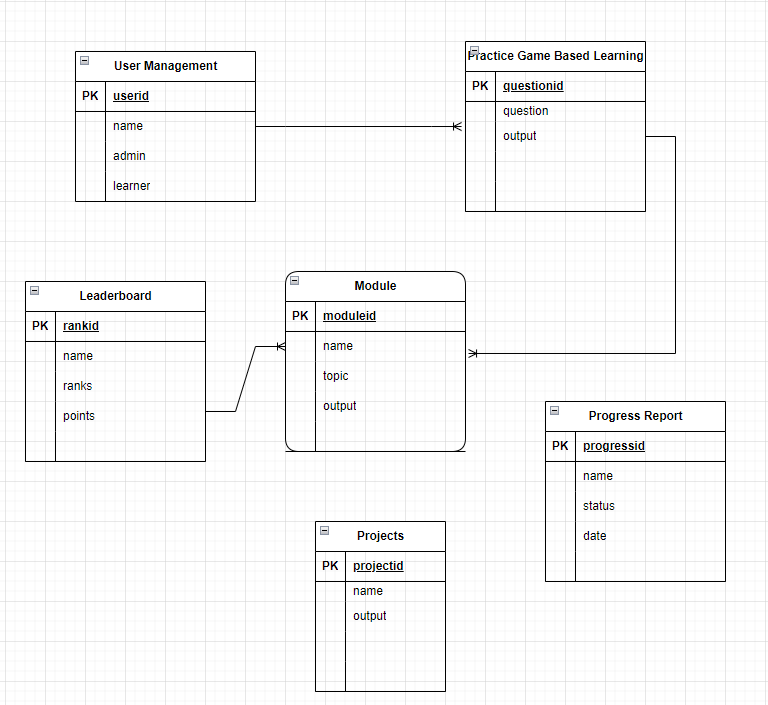 User Management
PK userid
name
admin
learner
Practice Game Based Learning
PK questionid
question
output
Leaderboard
PK rankid
name
ranks
points
Module
PK moduleid
name
topic
output
Progress Report
PK progressid
name
status
date
Projects
PK projectid
name
output